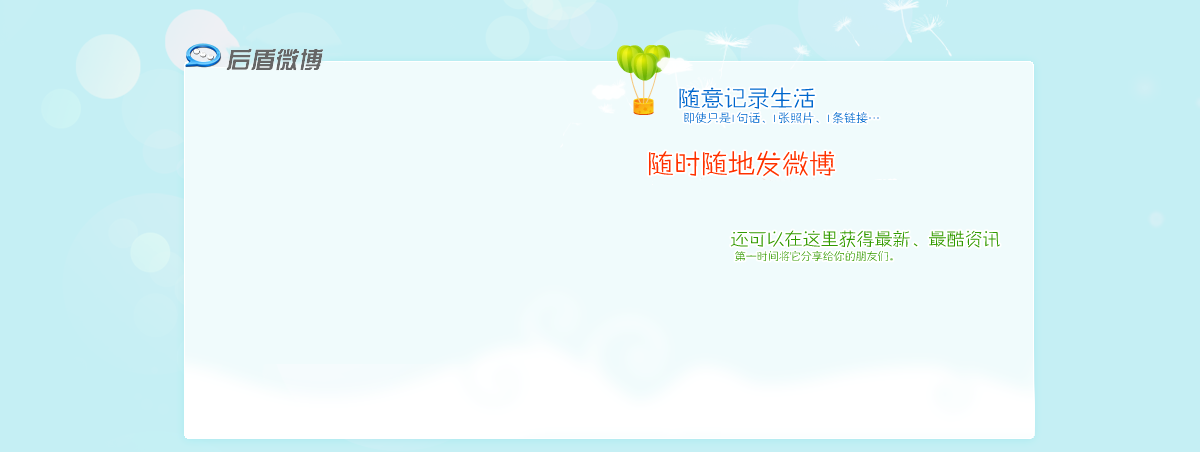 后盾微博
随意记录生活
即使只是1句话、1张照片、1条链接…
随时随地发微博
还可以在这里获得最新、最酷资讯
第一时间将它分享给你的朋友们。